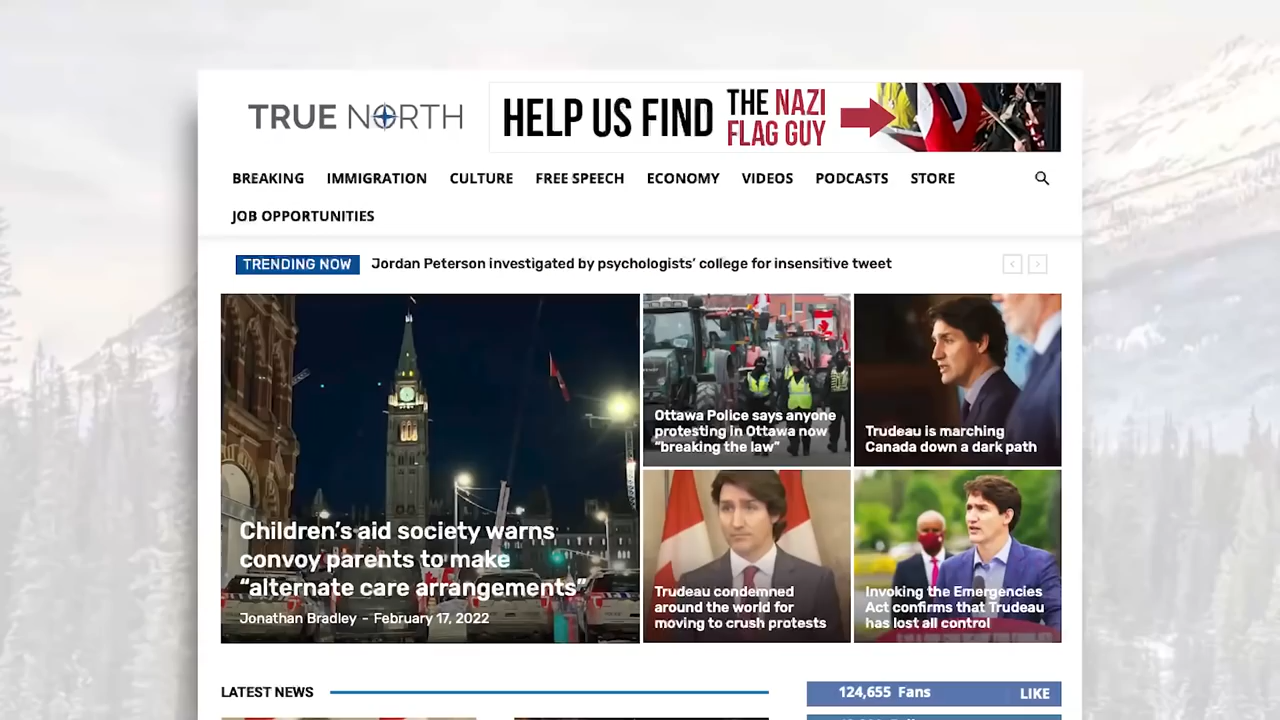 TRUE NORTH
HELP US FIND
THE NAZI
FLAG GUY
BREAKING IMMIGRATION CULTURE FREE SPEECH ECONOMY VIDEOS PODCASTS STORE
JOB OPPORTUNITIES
TRENDING NOW Jordan Peterson investigated by psychologists’ college for insensitive tweet
Children’s aid society warns
convoy parents to make
“alternate care arrangements”
Jonathan Bradley - February 17, 2022
Ottawa Police says anyone
protesting in Ottawa now
“breaking the law”
Trudeau is marching
Canada down a dark path
Trudeau condemned
around the world for
moving to crush protests
Invoking the Emergencies
Act confirms that Trudeau
has lost all control
LATEST NEWS
124,655 Fans LIKE